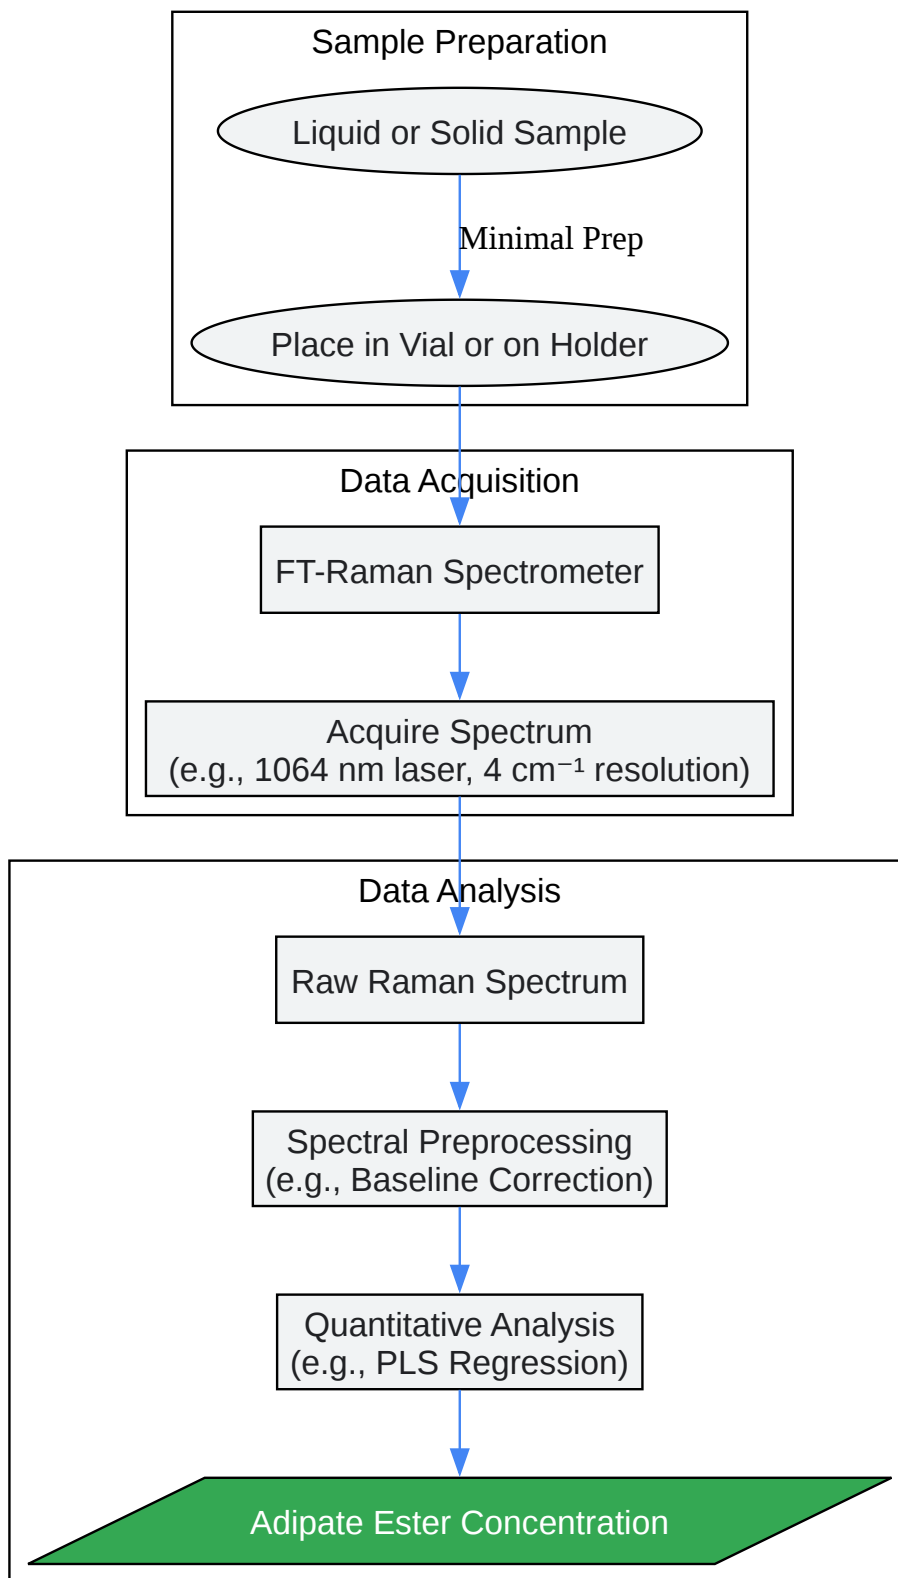 Sample Preparation
Liquid or Solid Sample
Minimal Prep
Place in Vial or on Holder
Data Acquisition
FT-Raman Spectrometer
Acquire Spectrum
(e.g., 1064 nm laser, 4 cm⁻¹ resolution)
Data Analysis
Raw Raman Spectrum
Spectral Preprocessing
(e.g., Baseline Correction)
Quantitative Analysis
(e.g., PLS Regression)
Adipate Ester Concentration